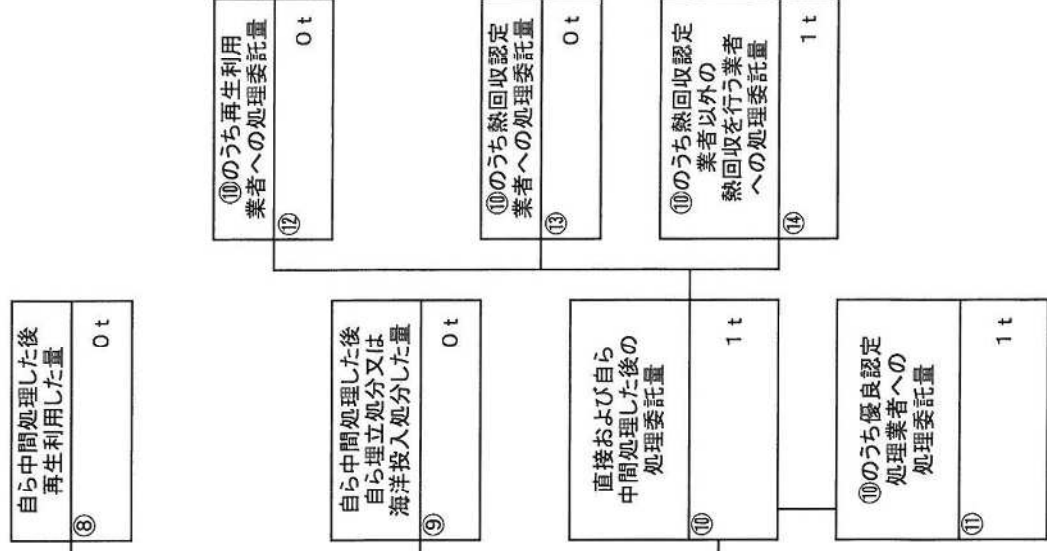 自ら中間処理した後
再生利用した量
⑧
0 t
自ら中間処理した後
自ら埋立処分又は
海洋投入処分した量
⑨
0 t
直接および自ら
中間処理した後の
処理委託量
⑩
1 t
⑩のうち優良認定
処理業者への
処理委託量
⑪
1 t
⑩のうち再生利用
業者への処理委託量
⑫
0 t
⑩のうち熱回収認定
業者への処理委託量
⑬
0 t
⑩のうち熱回収認定
業者以外の
熱回収を行う業者
への処理委託量
⑭
1 t